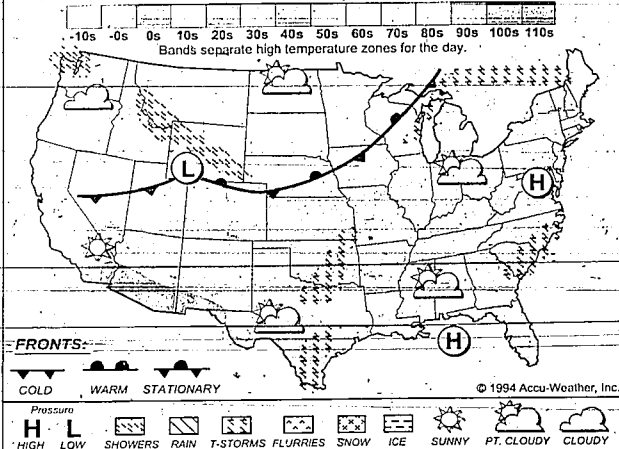 -10s -0s 0s 10s 20s 30s 40s 50s 60s 70s 80s 90s 100s 110s
Bands separate high temperature zones for the day.
L
H
H
FRONTS:
COLD WARM STATIONARY
© 1994 Accu-Weather, Inc.
Pressure
H L
HIGH LOW SHOWERS RAIN T-STORMS FLURRIES SNOW ICE SUNNY PT. CLOUDY CLOUDY